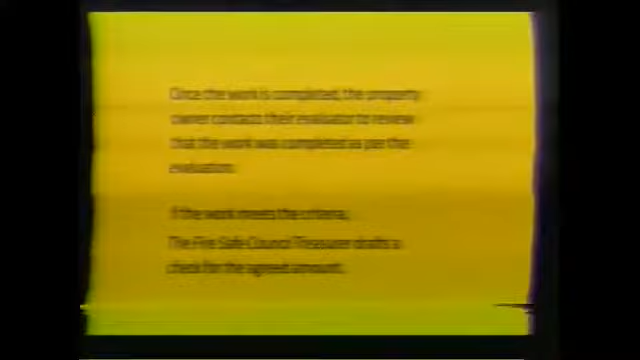 Once the work is completed, the property
owner contacts their evaluator to review
that the work was completed as per the
evaluation.
If the work meets the criteria,
The Fire Safe Council Treasurer drafts a
check for the agreed amount.